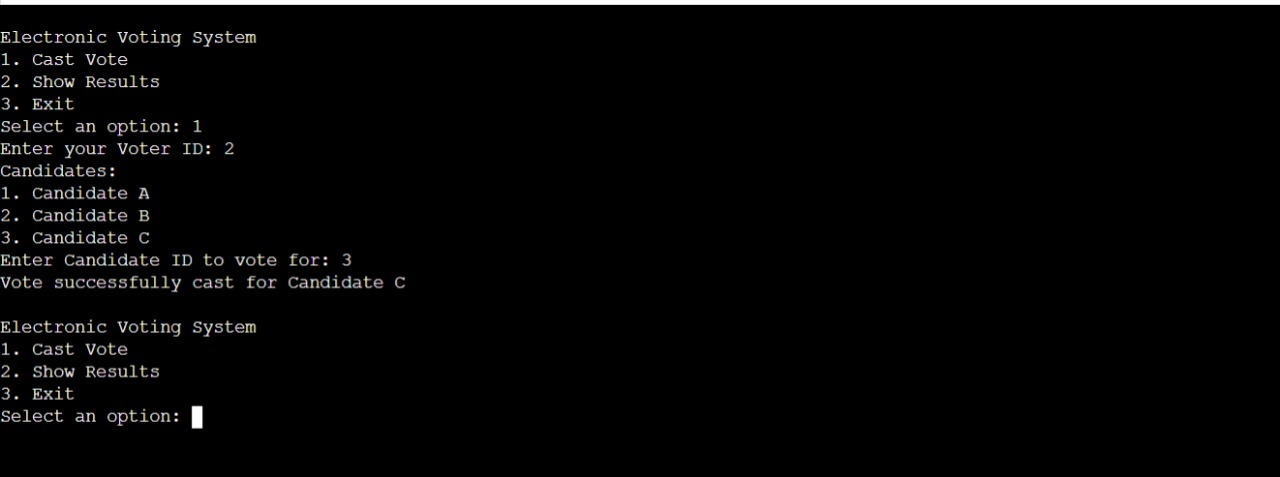 Electronic Voting System
1. Cast Vote
2. Show Results
3. Exit
Select an option: 1
Enter your Voter ID: 2
Candidates:
1. Candidate A
2. Candidate B
3. Candidate C
Enter Candidate ID to vote for: 3
Vote successfully cast for Candidate C
Electronic Voting System
1. Cast Vote
2. Show Results
3. Exit
Select an option: